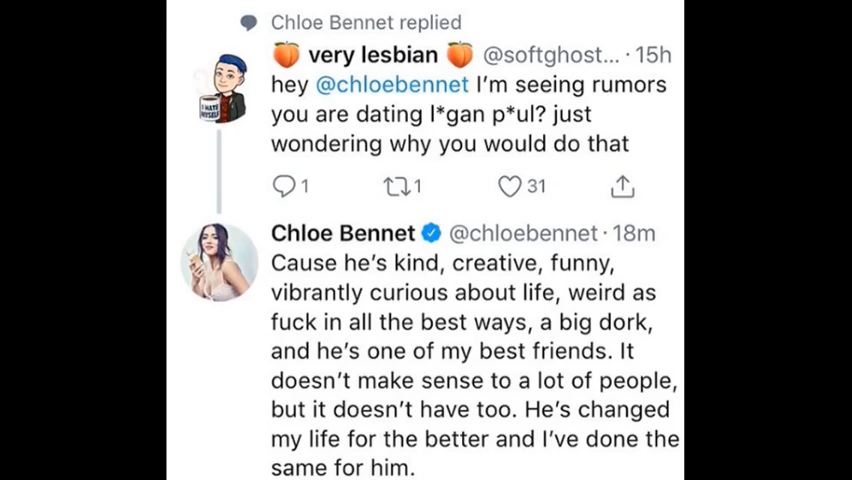 Chloe Bennet replied
🍑 very lesbian 🍑 @softghost... · 15h
hey @chloebennet I'm seeing rumors
you are dating l*gan p*ul? just
wondering why you would do that
1 1 31
I HATE
MYSELF
Chloe Bennet @chloebennet · 18m
Cause he's kind, creative, funny,
vibrantly curious about life, weird as
fuck in all the best ways, a big dork,
and he's one of my best friends. It
doesn't make sense to a lot of people,
but it doesn't have too. He's changed
my life for the better and I've done the
same for him.